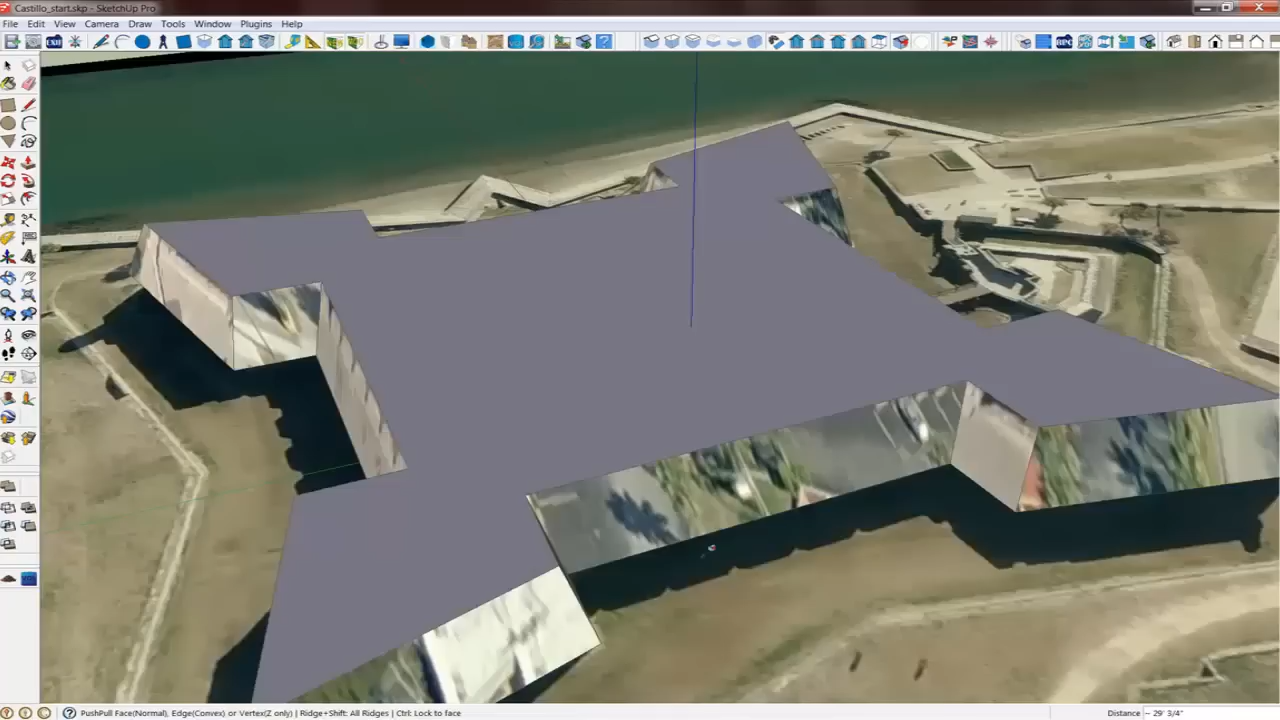 Castillo_start.skp - SketchUp Pro
File Edit View Camera Draw Tools Window Plugins Help
PushPull Face(Normal), Edge(Convex) or Vertex(Z only) | Ridge+Shift: All Ridges | Ctrl: Lock to face
Distance ~ 29' 3/4"